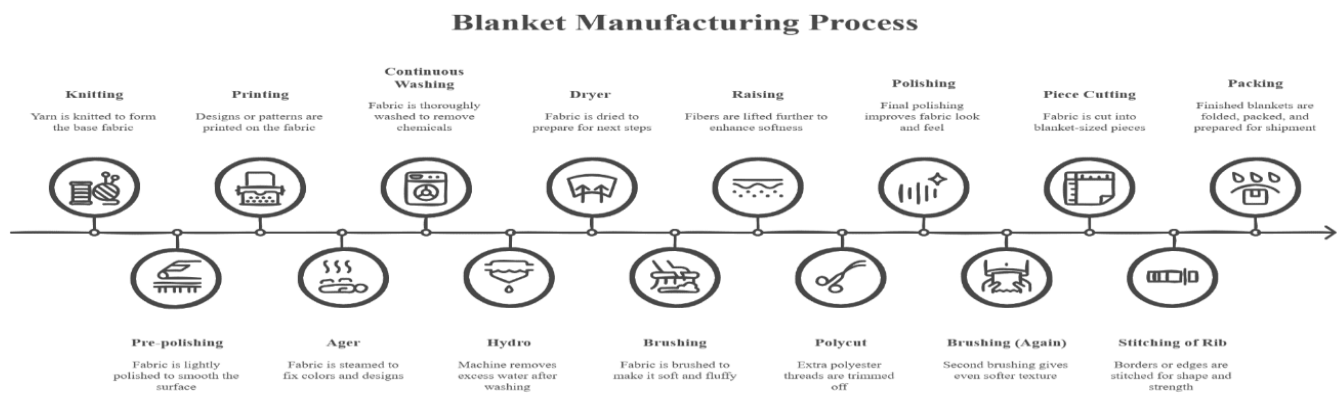 Blanket Manufacturing Process
Knitting
Yarn is knitted to form
the base fabric
Pre-polishing
Fabric is lightly
polished to smooth the
surface
Printing
Designs or patterns are
printed on the fabric
Ager
Fabric is steamed to
fix colors and designs
Continuous
Washing
Fabric is thoroughly
washed to remove
chemicals
Hydro
Machine removes
excess water after
washing
Dryer
Fabric is dried to
prepare for next steps
Brushing
Fabric is brushed to
make it soft and fluffy
Raising
Fibers are lifted further to
enhance softness
Polycut
Extra polyester
threads are trimmed
off
Polishing
Final polishing
improves fabric look
and feel
Brushing (Again)
Second brushing gives
even softer texture
Piece Cutting
Fabric is cut into
blanket-sized pieces
Stitching of Rib
Borders or edges are
stitched for shape and
strength
Packing
Finished blankets are
folded, packed, and
prepared for shipment